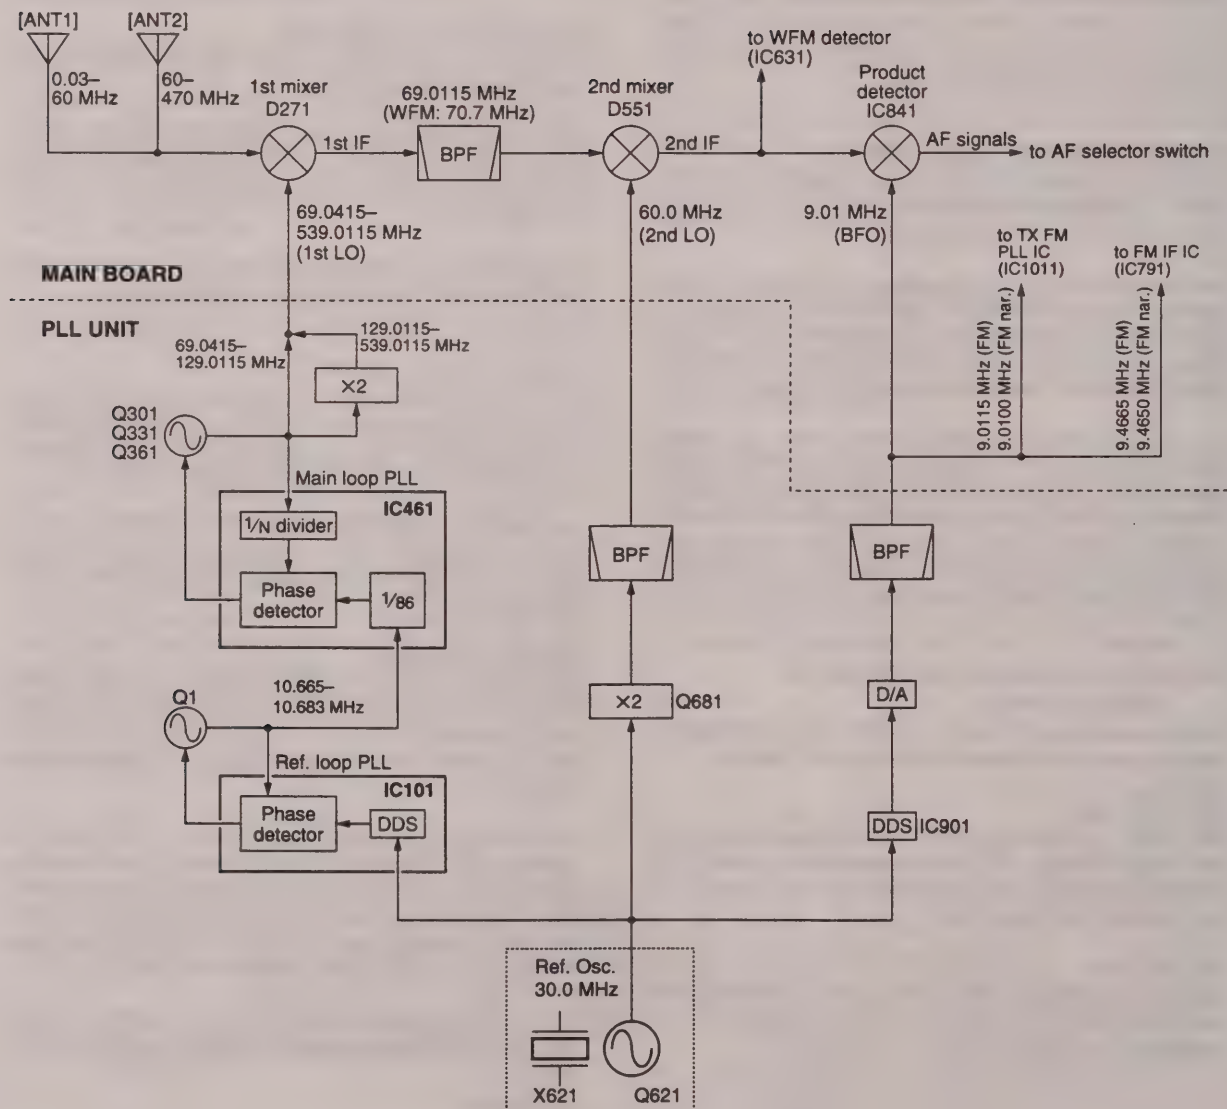 [ANT1]
[ANT2]
0.03–
60 MHz
60–
470 MHz
1st mixer
D271
1st IF
69.0115 MHz
(WFM: 70.7 MHz)
BPF
2nd mixer
D551
2nd IF
to WFM detector
(IC631)
Product
detector
IC841
AF signals
to AF selector switch
69.0415–
539.0115 MHz
(1st LO)
60.0 MHz
(2nd LO)
9.01 MHz
(BFO)
to TX FM
PLL IC
(IC1011)
to FM IF IC
(IC791)
MAIN BOARD
PLL UNIT
69.0415–
129.0115 MHz
129.0115–
539.0115 MHz
×2
9.0115 MHz (FM)
9.0100 MHz (FM nar.)
9.4665 MHz (FM)
9.4650 MHz (FM nar.)
Q301
Q331
Q361
Main loop PLL
IC461
1/N divider
Phase
detector
1/86
BPF
BPF
Q1
10.665–
10.683 MHz
×2
Q681
D/A
Ref. loop PLL
IC101
Phase
detector
DDS
DDS
IC901
Ref. Osc.
30.0 MHz
X621
Q621